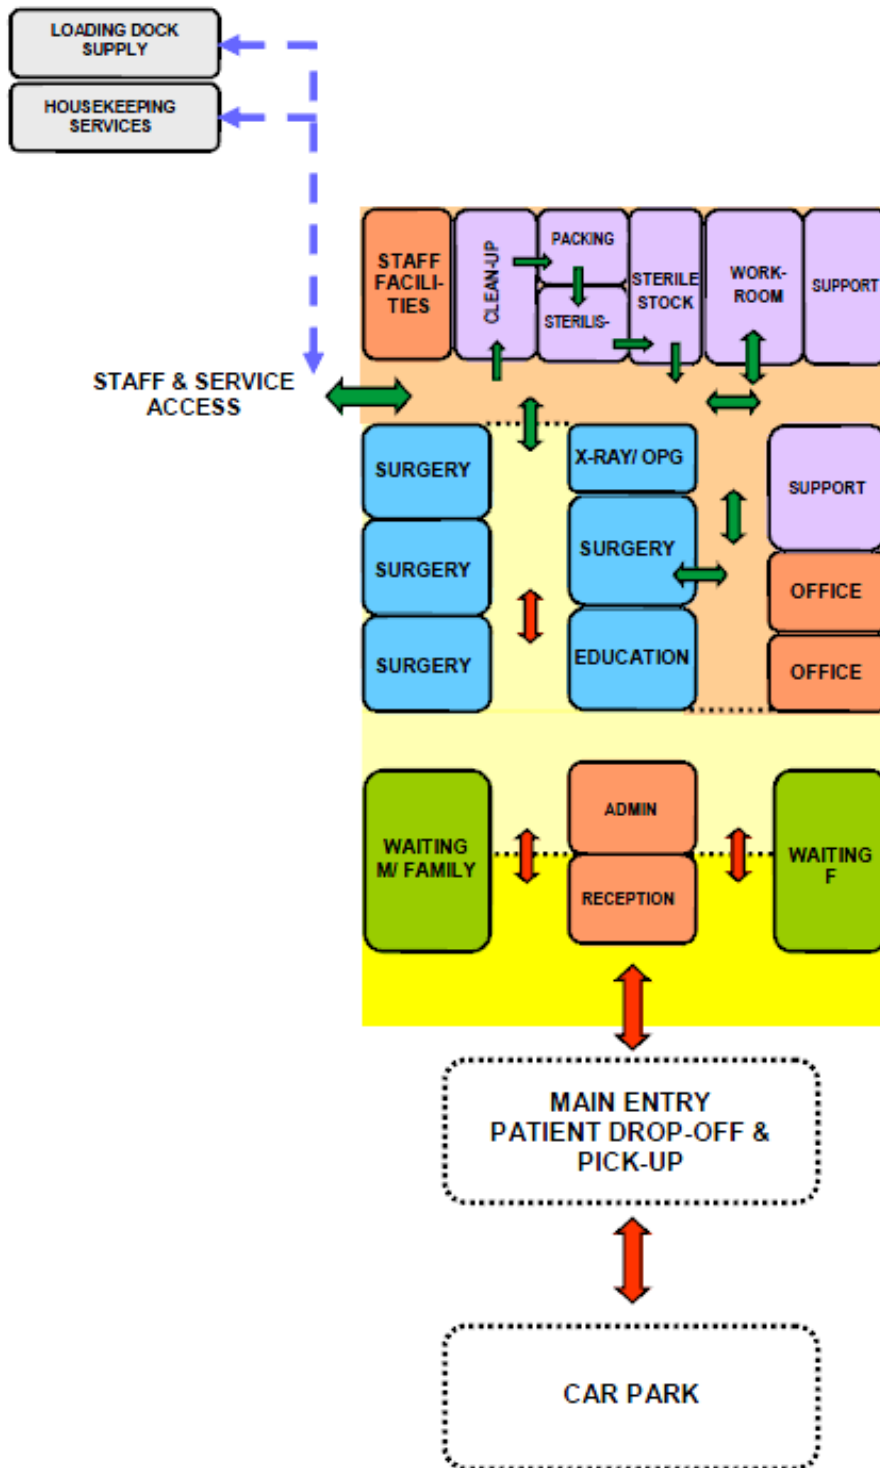 LOADING DOCK
SUPPLY
HOUSEKEEPING
SERVICES
STAFF
FACILI-
TIES
CLEAN-UP
PACKING
STERILIS-
STERILE
STOCK
WORK-
ROOM
SUPPORT
STAFF & SERVICE
ACCESS
SURGERY
X-RAY/ OPG
SUPPORT
SURGERY
SURGERY
OFFICE
SURGERY
EDUCATION
OFFICE
WAITING
M/ FAMILY
ADMIN
RECEPTION
WAITING
F
MAIN ENTRY
PATIENT DROP-OFF &
PICK-UP
CAR PARK